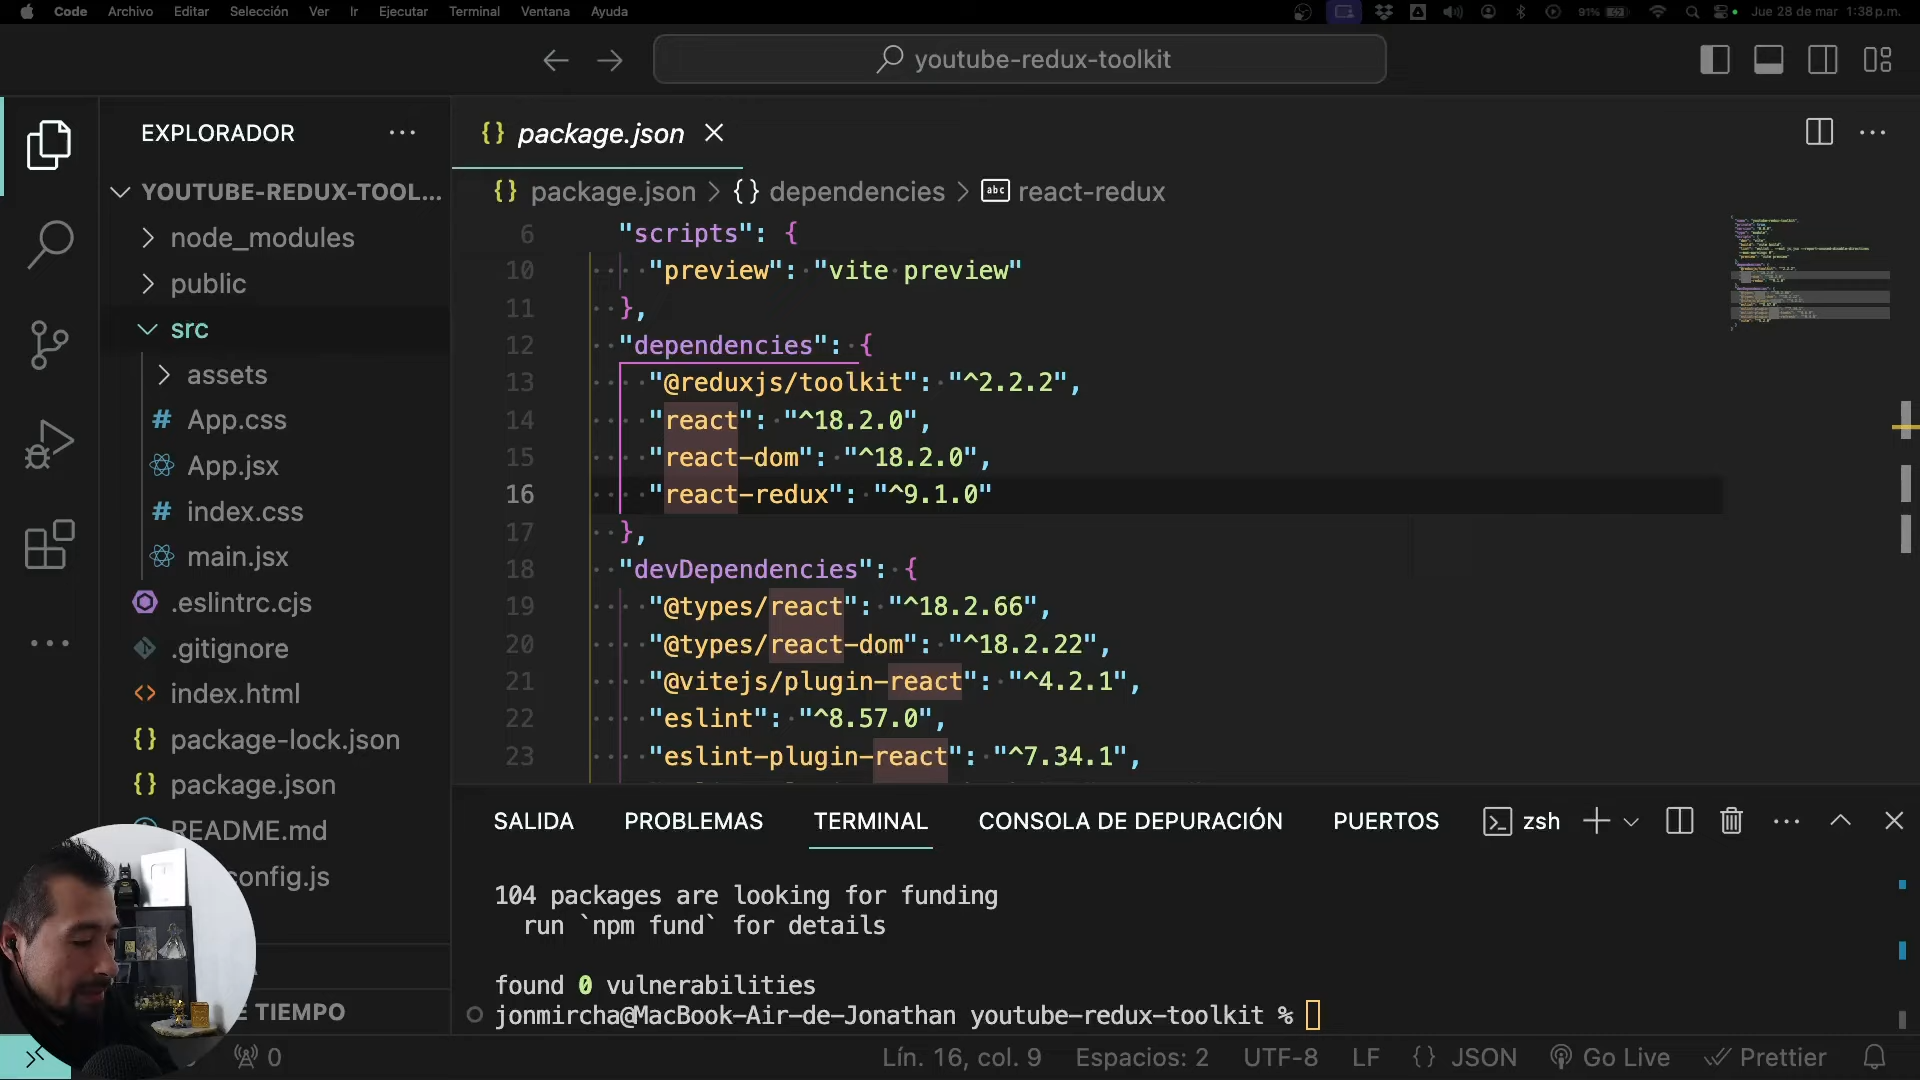 Code Archivo Editar Selección Ver Ir Ejecutar Terminal Ventana Ayuda 91% Jue 28 de mar 1:38 p.m.
youtube-redux-toolkit
EXPLORADOR
YOUTUBE-REDUX-TOOL...
node_modules
public
src
assets
# App.css
App.jsx
# index.css
main.jsx
.eslintrc.cjs
.gitignore
<> index.html
{} package-lock.json
{} package.json
README.md
config.js
TIEMPO
{} package.json
{} package.json > {} dependencies > abc react-redux
6 "scripts": {
10 "preview": "vite preview"
11 },
12 "dependencies": {
13 "@reduxjs/toolkit": "^2.2.2",
14 "react": "^18.2.0",
15 "react-dom": "^18.2.0",
16 "react-redux": "^9.1.0"
17 },
18 "devDependencies": {
19 "@types/react": "^18.2.66",
20 "@types/react-dom": "^18.2.22",
21 "@vitejs/plugin-react": "^4.2.1",
22 "eslint": "^8.57.0",
23 "eslint-plugin-react": "^7.34.1",
SALIDA PROBLEMAS TERMINAL CONSOLA DE DEPURACIÓN PUERTOS zsh
104 packages are looking for funding
run `npm fund` for details
found 0 vulnerabilities
jonmircha@MacBook-Air-de-Jonathan youtube-redux-toolkit %
0 Lín. 16, col. 9 Espacios: 2 UTF-8 LF {} JSON Go Live Prettier